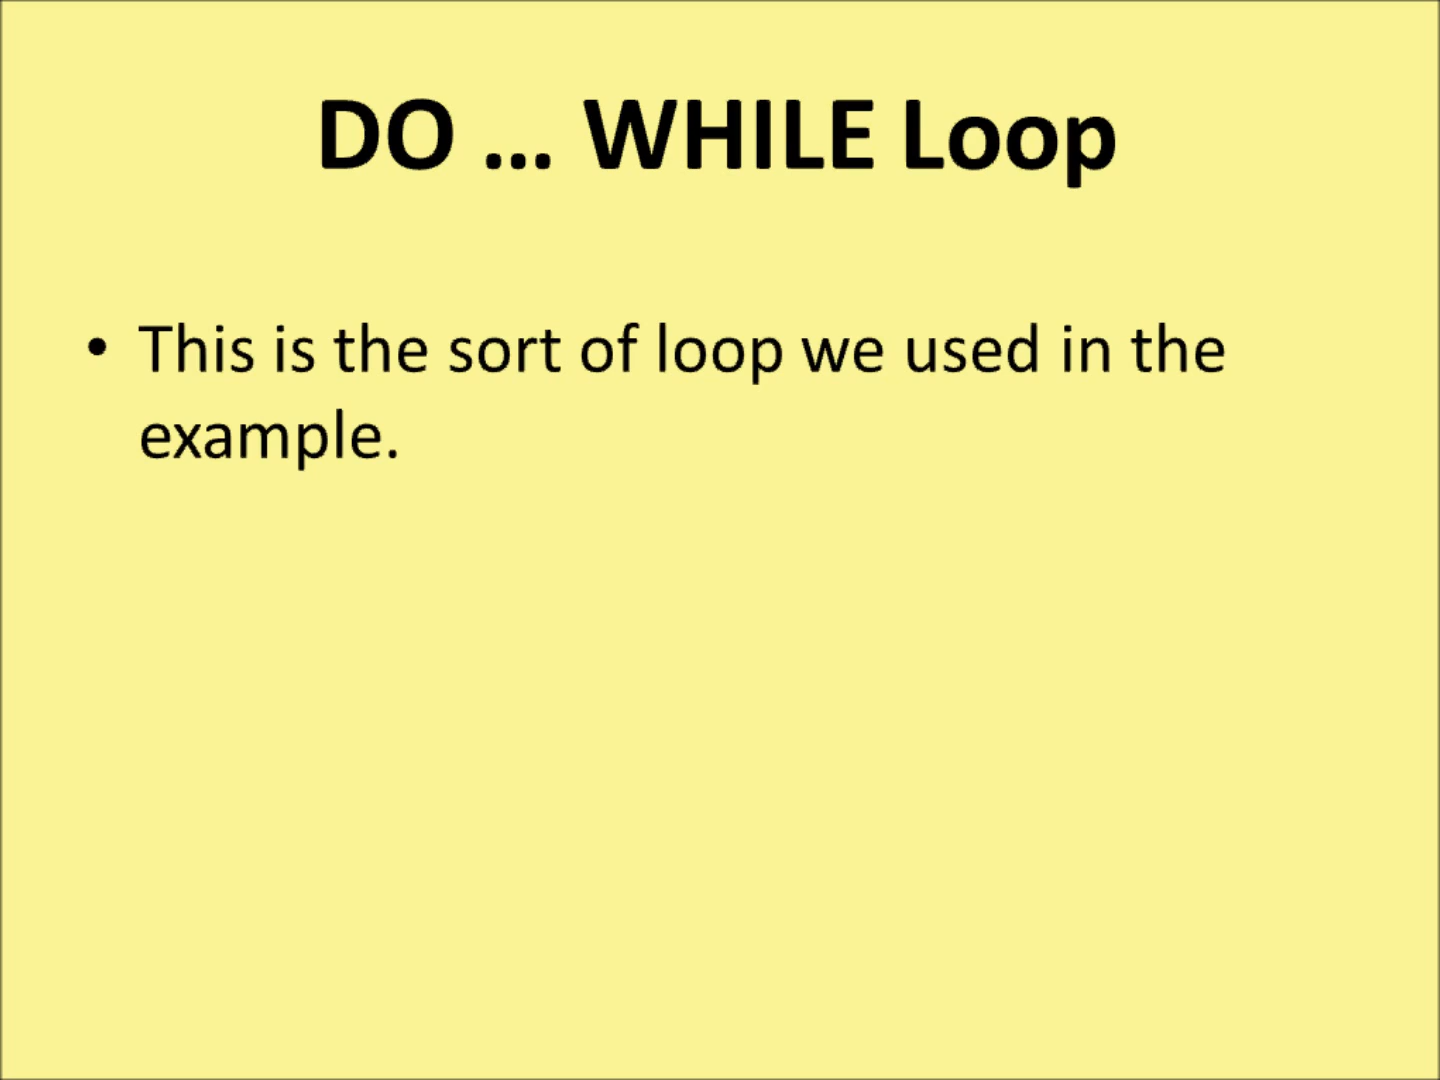 DO ... WHILE Loop
• This is the sort of loop we used in the
example.